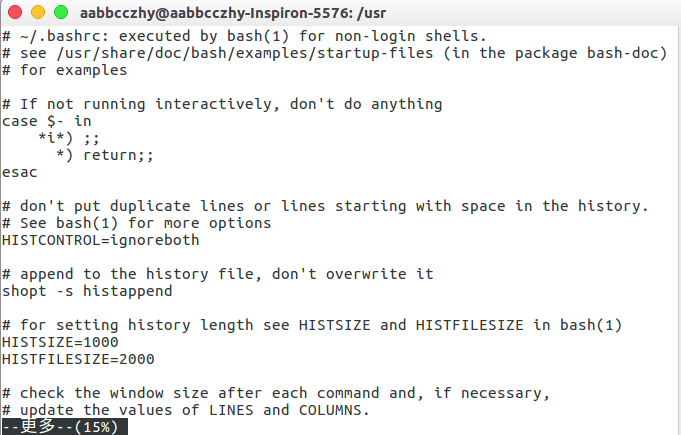 aabbcczhy@aabbcczhy-Inspiron-5576: /usr
# ~/.bashrc: executed by bash(1) for non-login shells.
# see /usr/share/doc/bash/examples/startup-files (in the package bash-doc)
# for examples

# If not running interactively, don't do anything
case $- in
    *i*) ;;
      *) return;;
esac

# don't put duplicate lines or lines starting with space in the history.
# See bash(1) for more options
HISTCONTROL=ignoreboth

# append to the history file, don't overwrite it
shopt -s histappend

# for setting history length see HISTSIZE and HISTFILESIZE in bash(1)
HISTSIZE=1000
HISTFILESIZE=2000

# check the window size after each command and, if necessary,
# update the values of LINES and COLUMNS.
--更多--(15%)